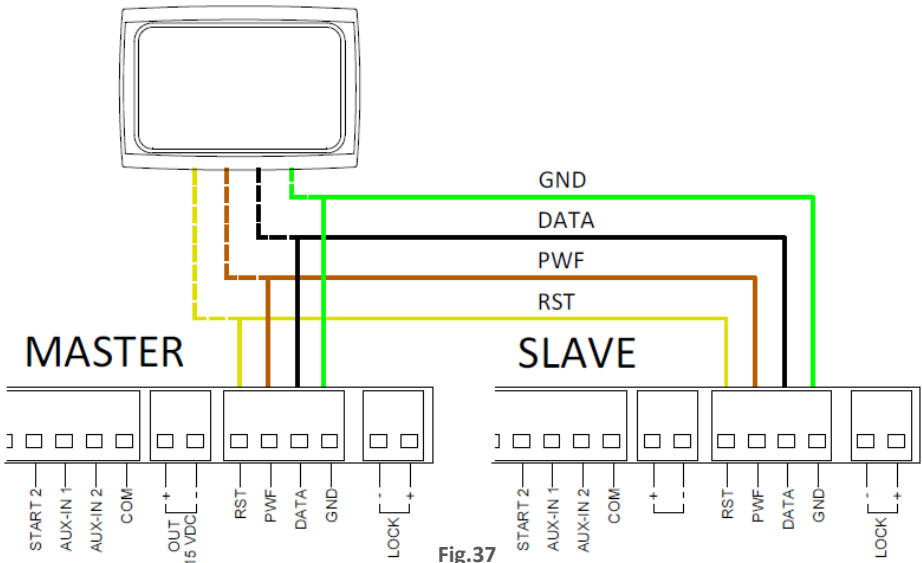 GND
DATA
PWF
RST
MASTER
SLAVE
START 2
AUX-IN 1
AUX-IN 2
COM
+
-
OUT
15 VDC
RST
PWF
DATA
GND
-
+
LOCK
START 2
AUX-IN 1
AUX-IN 2
COM
+
-
RST
PWF
DATA
GND
-
+
LOCK
Fig.37